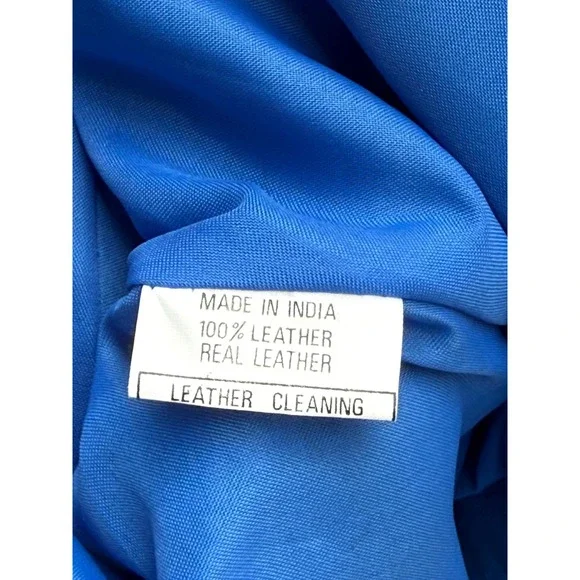 MADE IN INDIA
100% LEATHER
REAL LEATHER
LEATHER CLEANING